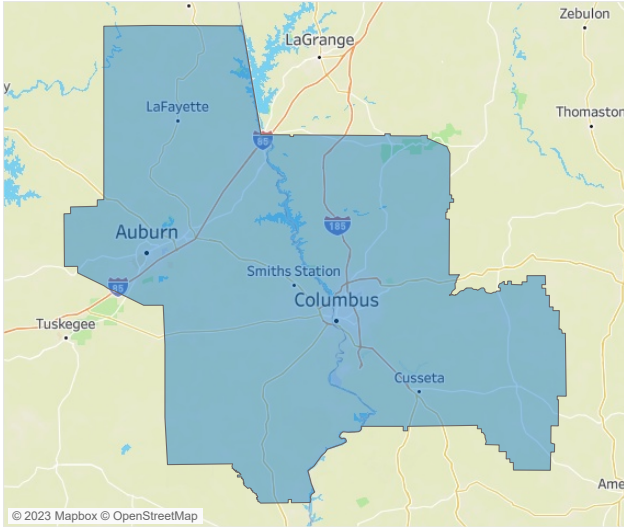 Zebulon
LaGrange
y
LaFayette
Thomaston
85
185
Auburn
Smiths Station
85
Columbus
Tuskegee
Cusseta
Ame
© 2023 Mapbox © OpenStreetMap